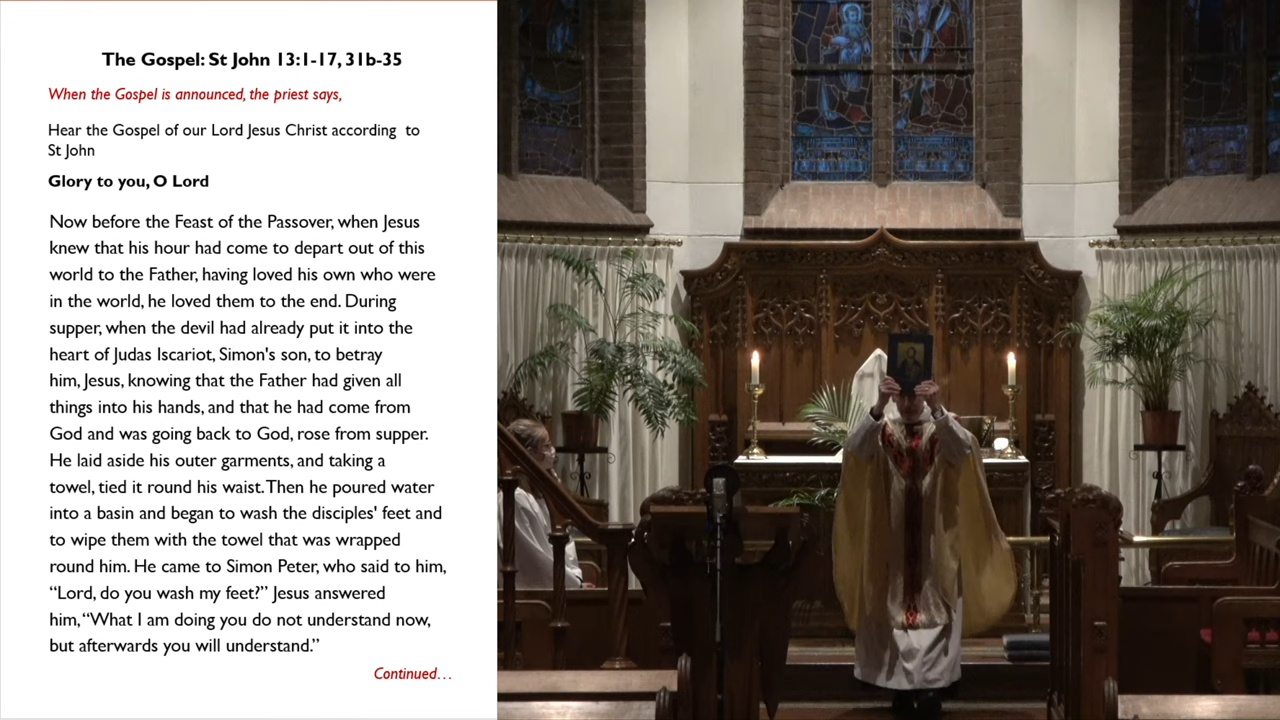 The Gospel: St John 13:1-17, 31b-35
When the Gospel is announced, the priest says,
Hear the Gospel of our Lord Jesus Christ according  to
St John
Glory to you, O Lord
Now before the Feast of the Passover, when Jesus
knew that his hour had come to depart out of this
world to the Father, having loved his own who were
in the world, he loved them to the end. During
supper, when the devil had already put it into the
heart of Judas Iscariot, Simon's son, to betray
him, Jesus, knowing that the Father had given all
things into his hands, and that he had come from
God and was going back to God, rose from supper.
He laid aside his outer garments, and taking a
towel, tied it round his waist. Then he poured water
into a basin and began to wash the disciples' feet and
to wipe them with the towel that was wrapped
round him. He came to Simon Peter, who said to him,
“Lord, do you wash my feet?” Jesus answered
him, “What I am doing you do not understand now,
but afterwards you will understand.”
Continued…